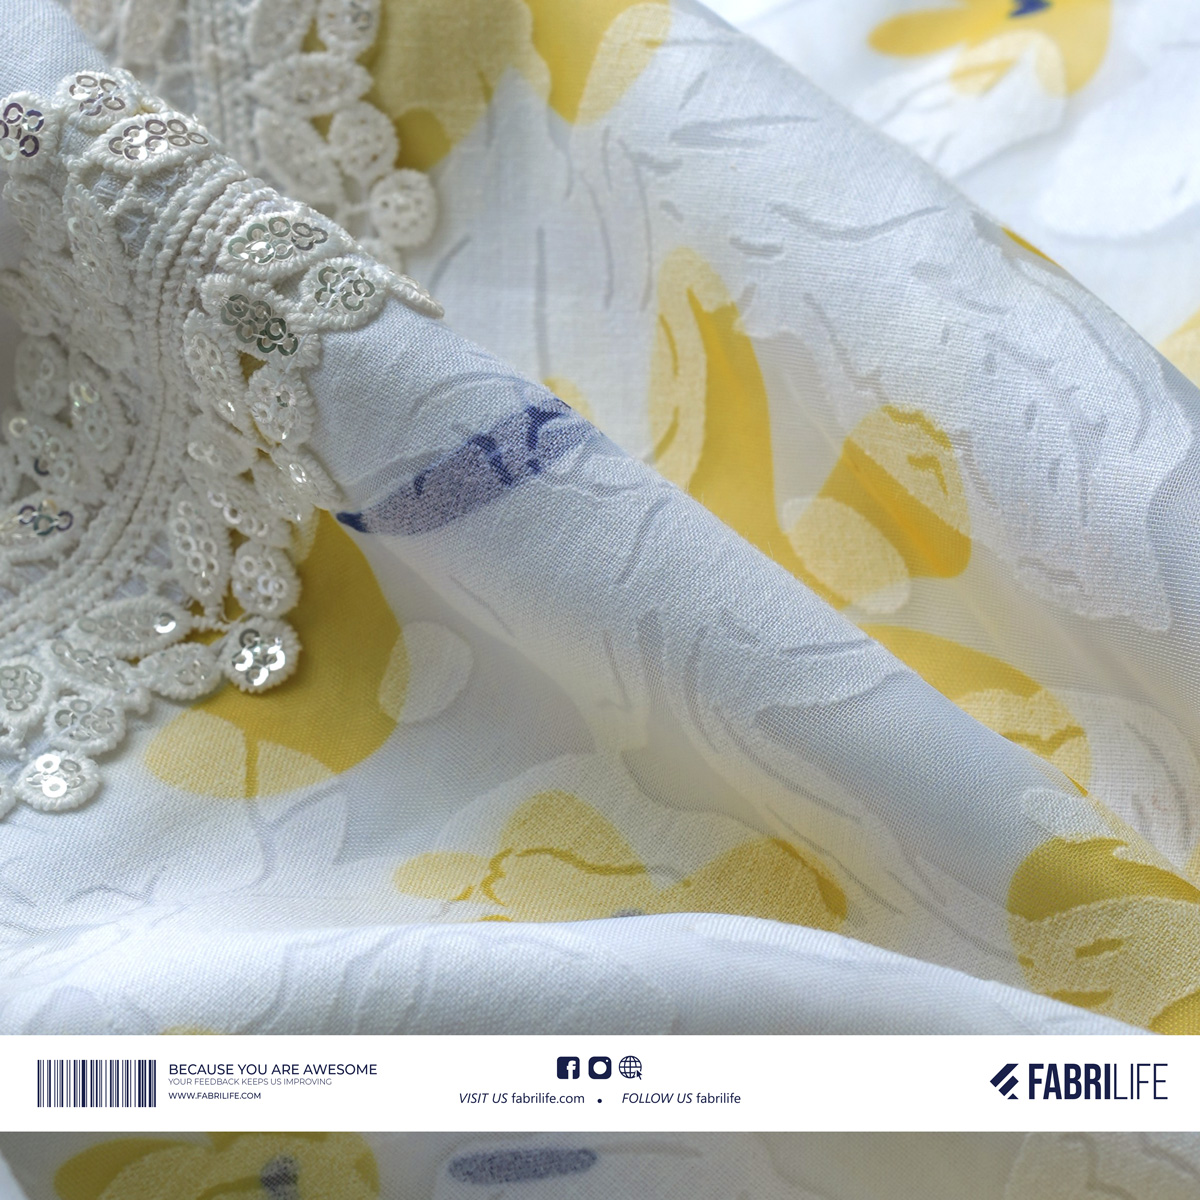 BECAUSE YOU ARE AWESOME
YOUR FEEDBACK KEEPS US IMPROVING
WWW.FABRILIFE.COM
VISIT US fabrilife.com • FOLLOW US fabrilife
FABRILIFE